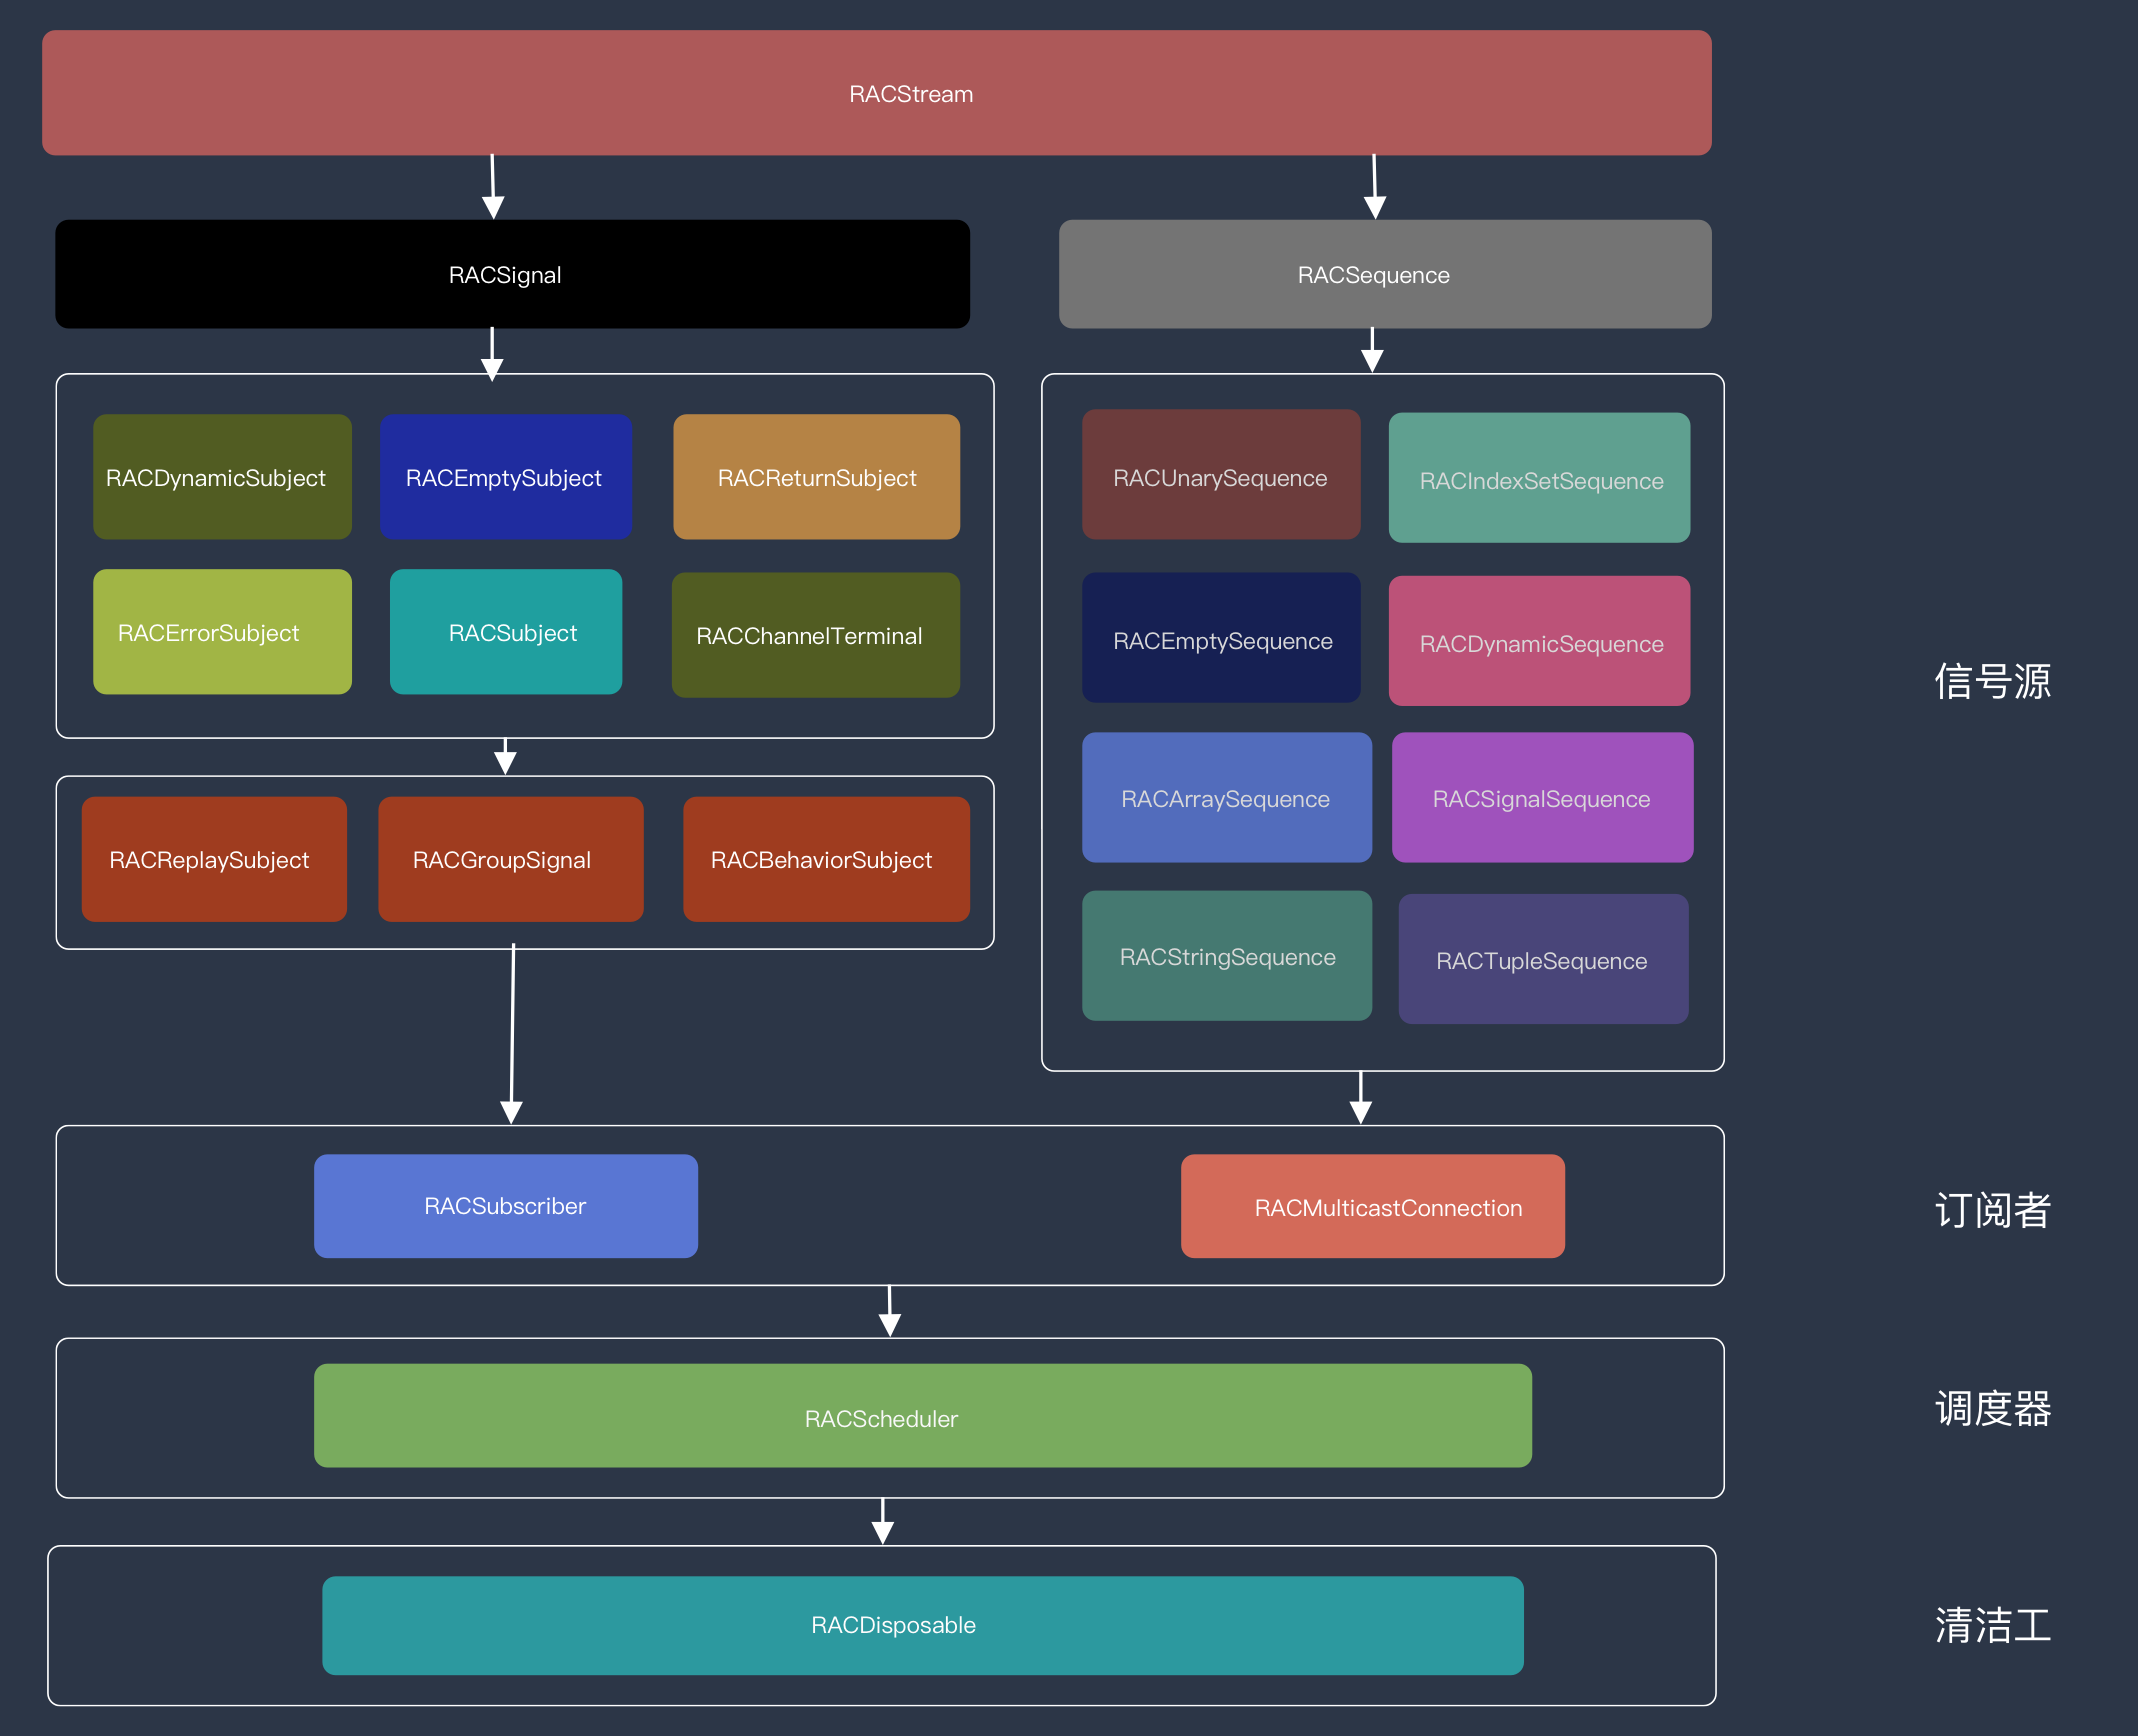 RACStream
RACSignal
RACSequence
RACDynamicSubject
RACEmptySubject
RACReturnSubject
RACErrorSubject
RACSubject
RACChannelTerminal
RACReplaySubject
RACGroupSignal
RACBehaviorSubject
RACUnarySequence
RACIndexSetSequence
RACEmptySequence
RACDynamicSequence
RACArraySequence
RACSignalSequence
RACStringSequence
RACTupleSequence
信号源
RACSubscriber
RACMulticastConnection
订阅者
RACScheduler
调度器
RACDisposable
清洁工